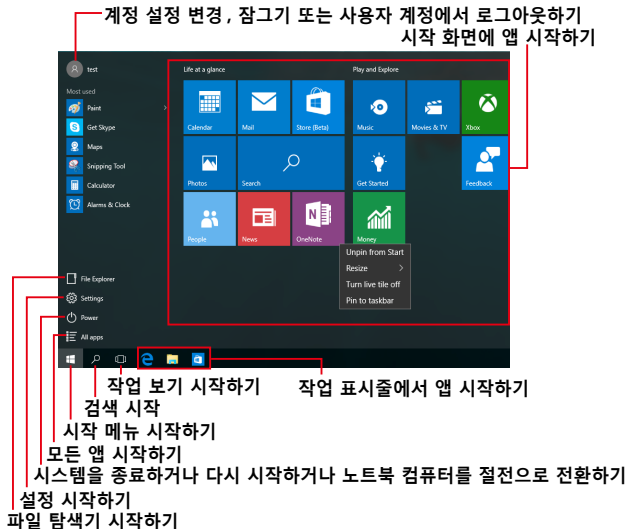 계정 설정 변경, 잠그기 또는 사용자 계정에서 로그아웃하기
시작 화면에 앱 시작하기
test
Life at a glance
Play and Explore
Most used
Paint
Get Skype
Maps
Snipping Tool
Calculator
Alarms & Clock
Calendar
Mail
Store (Beta)
Music
Movies & TV
Xbox
Photos
Search
Get Started
Feedback
People
News
OneNote
Money
Unpin from Start
Resize
Turn live tile off
Pin to taskbar
File Explorer
Settings
Power
All apps
작업 보기 시작하기
작업 표시줄에서 앱 시작하기
검색 시작
시작 메뉴 시작하기
모든 앱 시작하기
시스템을 종료하거나 다시 시작하거나 노트북 컴퓨터를 절전으로 전환하기
설정 시작하기
파일 탐색기 시작하기